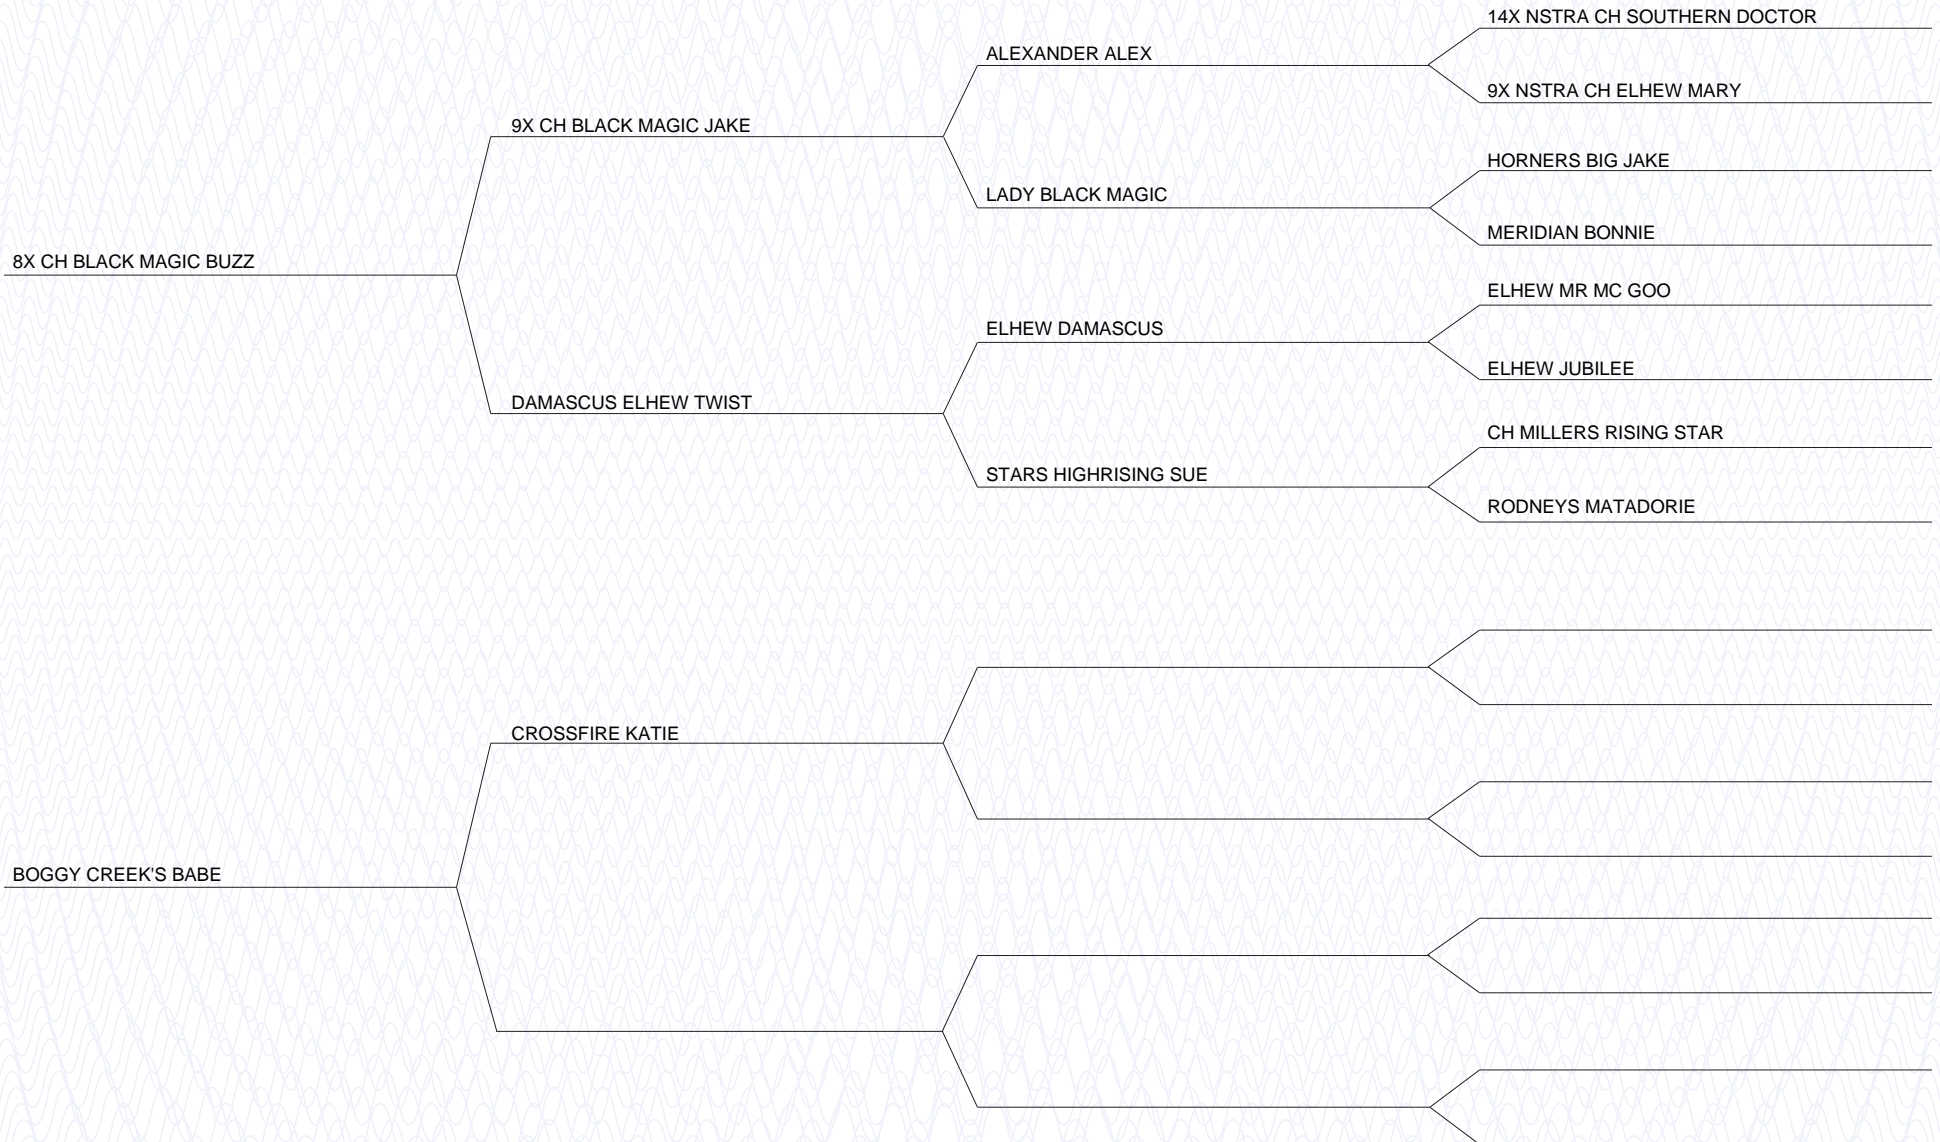 14X NSTRA CH SOUTHERN DOCTOR
ALEXANDER ALEX
9X NSTRA CH ELHEW MARY
9X CH BLACK MAGIC JAKE
HORNERS BIG JAKE
LADY BLACK MAGIC
MERIDIAN BONNIE
8X CH BLACK MAGIC BUZZ
ELHEW MR MC GOO
ELHEW DAMASCUS
ELHEW JUBILEE
DAMASCUS ELHEW TWIST
CH MILLERS RISING STAR
STARS HIGHRISING SUE
RODNEYS MATADORIE
CROSSFIRE KATIE
BOGGY CREEK'S BABE